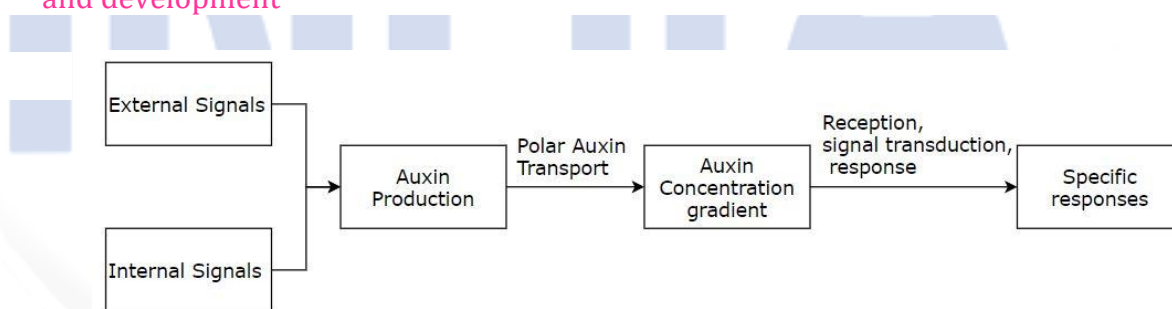 and development
External Signals
Internal Signals
Auxin
Production
Polar Auxin
Transport
Auxin
Concentration
gradient
Reception,
signal transduction,
response
Specific
responses